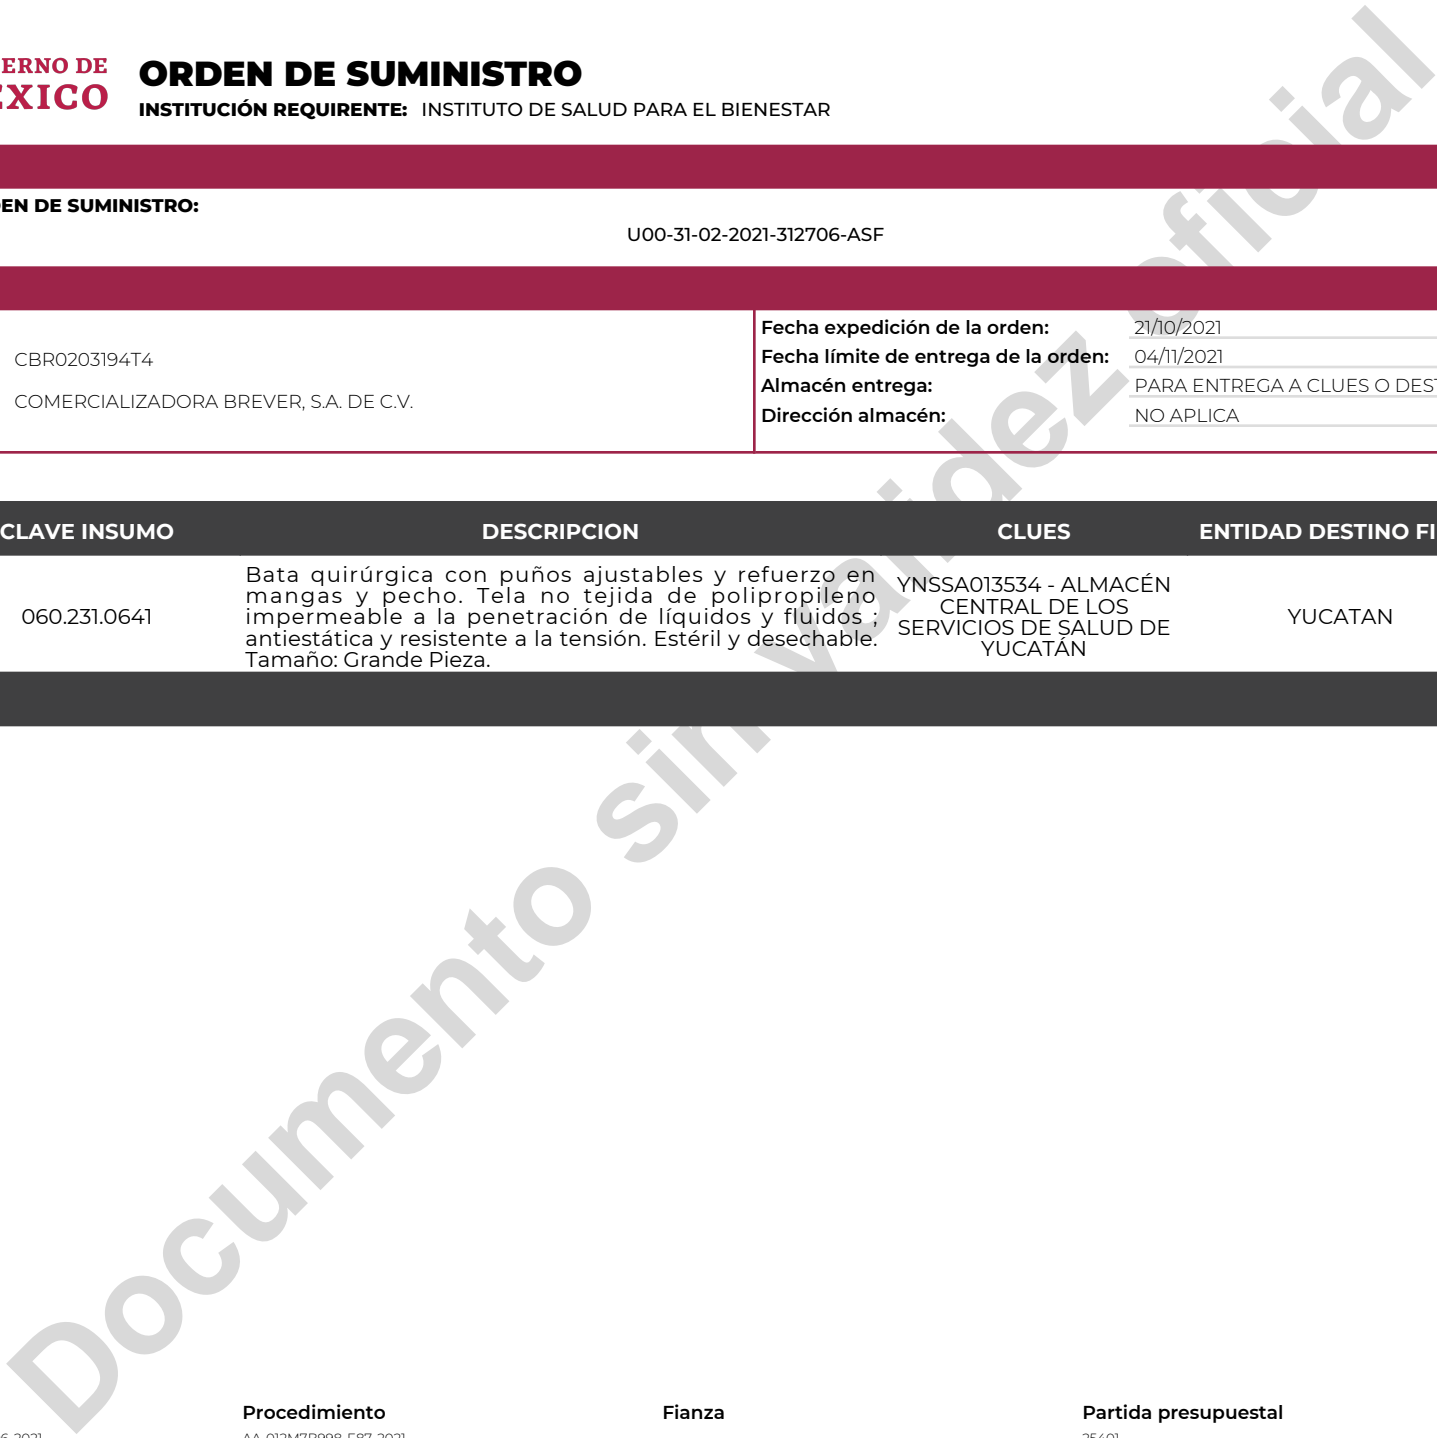 ERNO DE
ÉXICO
ORDEN DE SUMINISTRO
INSTITUCIÓN REQUIRENTE: INSTITUTO DE SALUD PARA EL BIENESTAR
EN DE SUMINISTRO:
U00-31-02-2021-312706-ASF
CBR0203194T4
COMERCIALIZADORA BREVER, S.A. DE C.V.
Fecha expedición de la orden: 21/10/2021
Fecha límite de entrega de la orden: 04/11/2021
Almacén entrega: PARA ENTREGA A CLUES O DEST
Dirección almacén: NO APLICA
CLAVE INSUMO DESCRIPCION CLUES ENTIDAD DESTINO FI
060.231.0641
Bata quirúrgica con puños ajustables y refuerzo en
mangas y pecho. Tela no tejida de polipropileno
impermeable a la penetración de líquidos y fluidos ;
antiestática y resistente a la tensión. Estéril y desechable.
Tamaño: Grande Pieza.
YNSSA013534 - ALMACÉN
CENTRAL DE LOS
SERVICIOS DE SALUD DE
YUCATÁN
YUCATAN
Documento sin validez oficial
Procedimiento Fianza Partida presupuestal